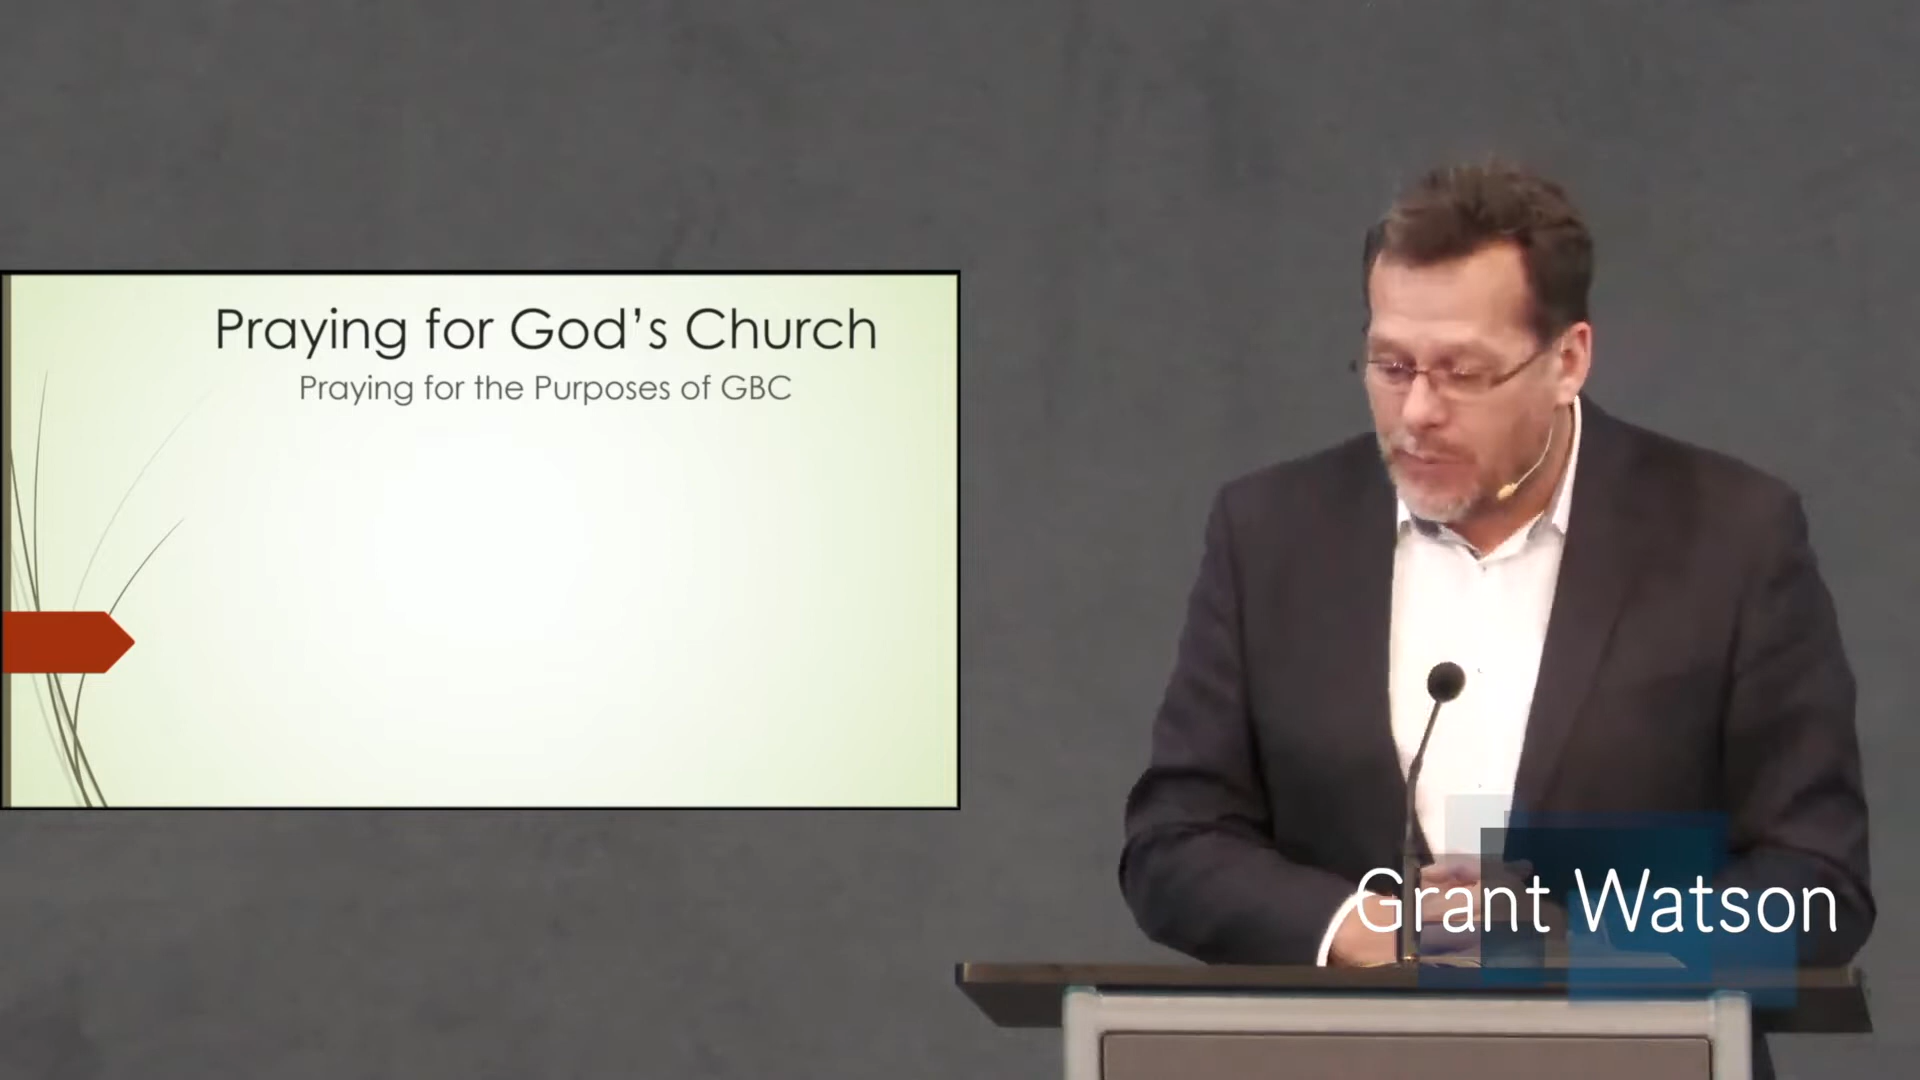 Praying for God's Church
Praying for the Purposes of GBC
Grant Watson